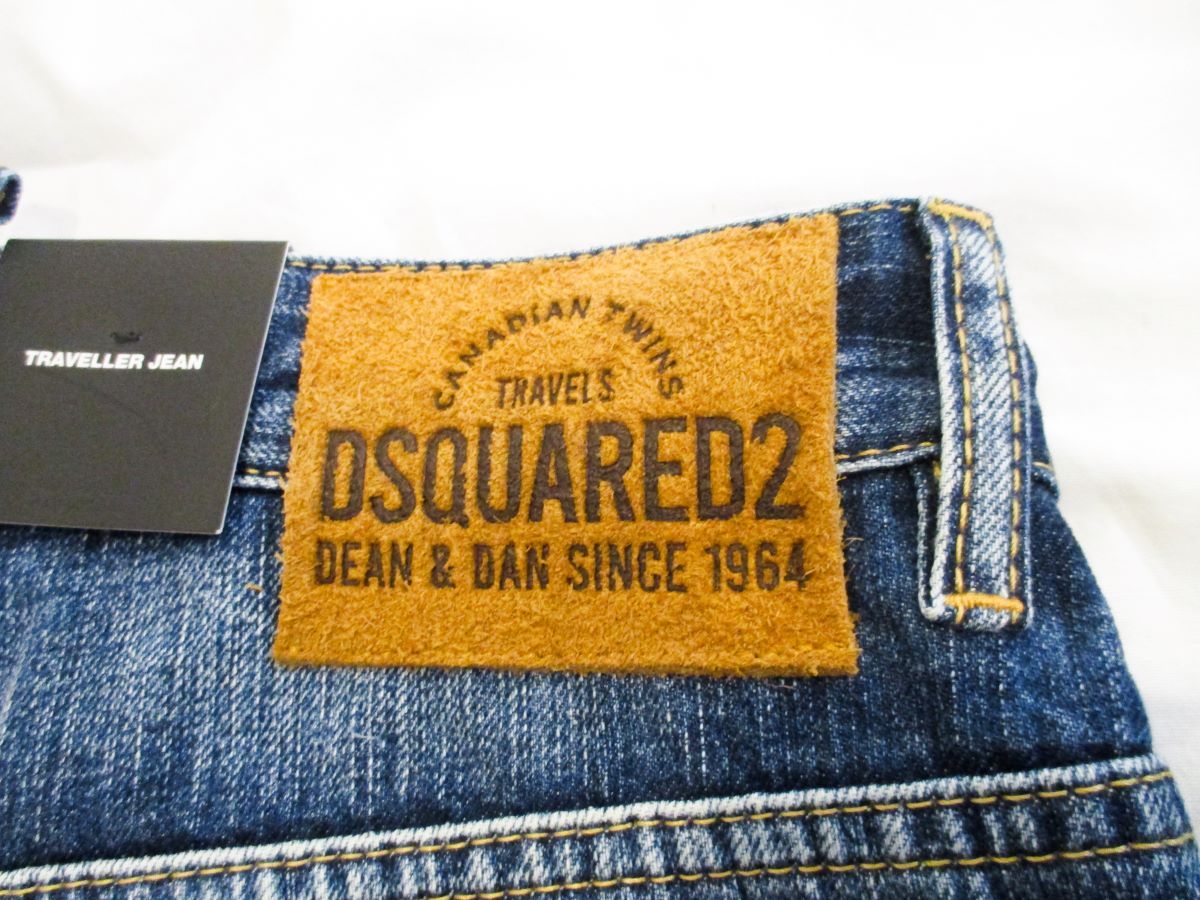 TRAVELLER JEAN
CANADIAN TWINS
TRAVELS
DSQUARED2
DEAN & DAN SINCE 1964